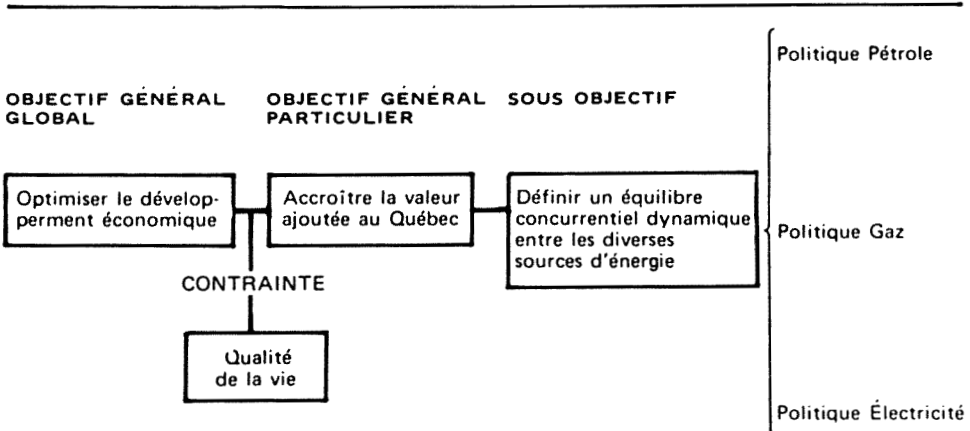 Politique Pétrole
OBJECTIF GÉNÉRAL
GLOBAL
OBJECTIF GÉNÉRAL
PARTICULIER
SOUS OBJECTIF
Optimiser le dévelop-
perment économique
Accroître la valeur
ajoutée au Québec
Définir un équilibre
concurrentiel dynamique
entre les diverses
sources d'énergie
Politique Gaz
CONTRAINTE
Qualité
de la vie
Politique Électricité